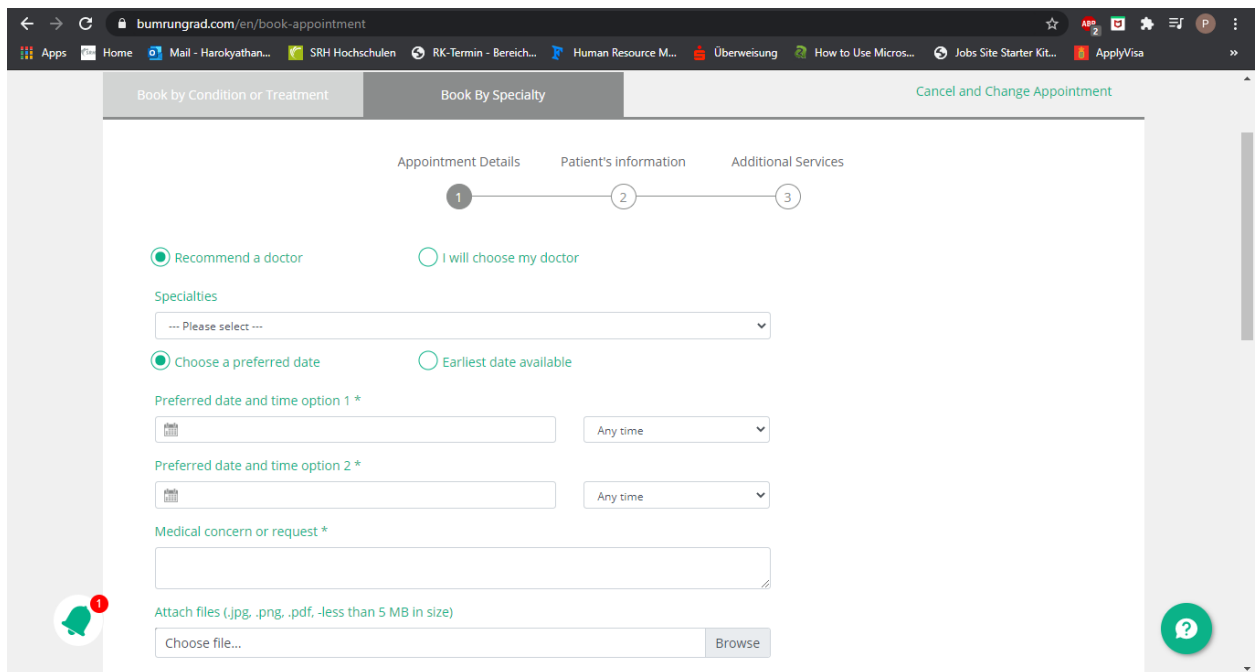 bumrungrad.com/en/book-appointment
ABP
2
P
Apps
Home
Mail - Harokyathan...
SRH Hochschulen
RK-Termin - Bereich...
Human Resource M...
Überweisung
How to Use Micros...
Jobs Site Starter Kit...
ApplyVisa
»
Book by Condition or Treatment
Book By Specialty
Cancel and Change Appointment
Appointment Details
Patient's information
Additional Services
1
2
3
Recommend a doctor
I will choose my doctor
Specialties
--- Please select ---
Choose a preferred date
Earliest date available
Preferred date and time option 1 *
Any time
Preferred date and time option 2 *
Any time
Medical concern or request *
1
Attach files (.jpg, .png, .pdf, -less than 5 MB in size)
Choose file...
Browse
?